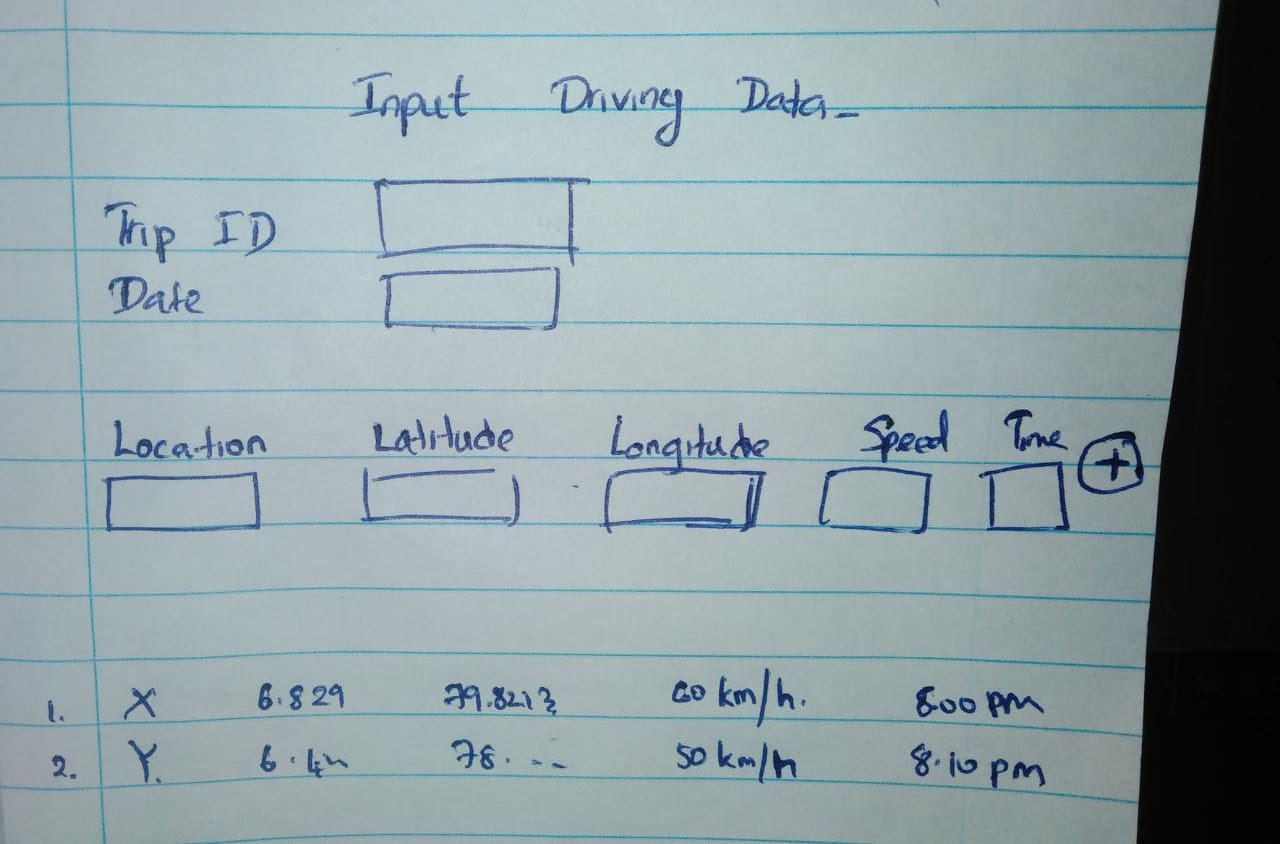 Input Driving Data
Trip ID
Date
Location Latitude Longitude Speed Time +
1. X 6.829 79.8213 60 km/h. 8.00 pm
2. Y. 6. 78. -- 50 km/h 8.10 pm